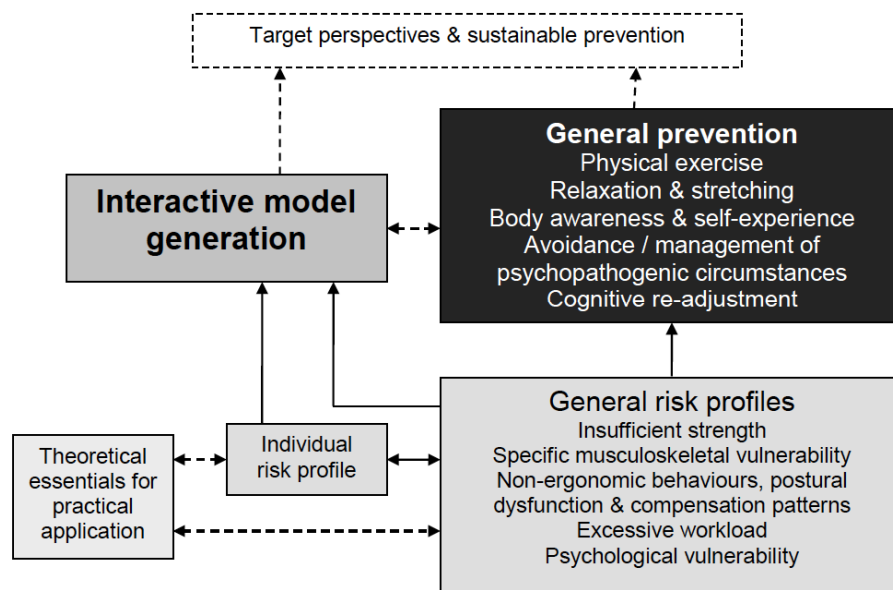 Target perspectives & sustainable prevention
General prevention
Physical exercise
Relaxation & stretching
Body awareness & self-experience
Avoidance / management of
psychopathogenic circumstances
Cognitive re-adjustment
Interactive model
generation
General risk profiles
Insufficient strength
Specific musculoskeletal vulnerability
Non-ergonomic behaviours, postural
dysfunction & compensation patterns
Excessive workload
Psychological vulnerability
Individual
risk profile
Theoretical
essentials for
practical
application